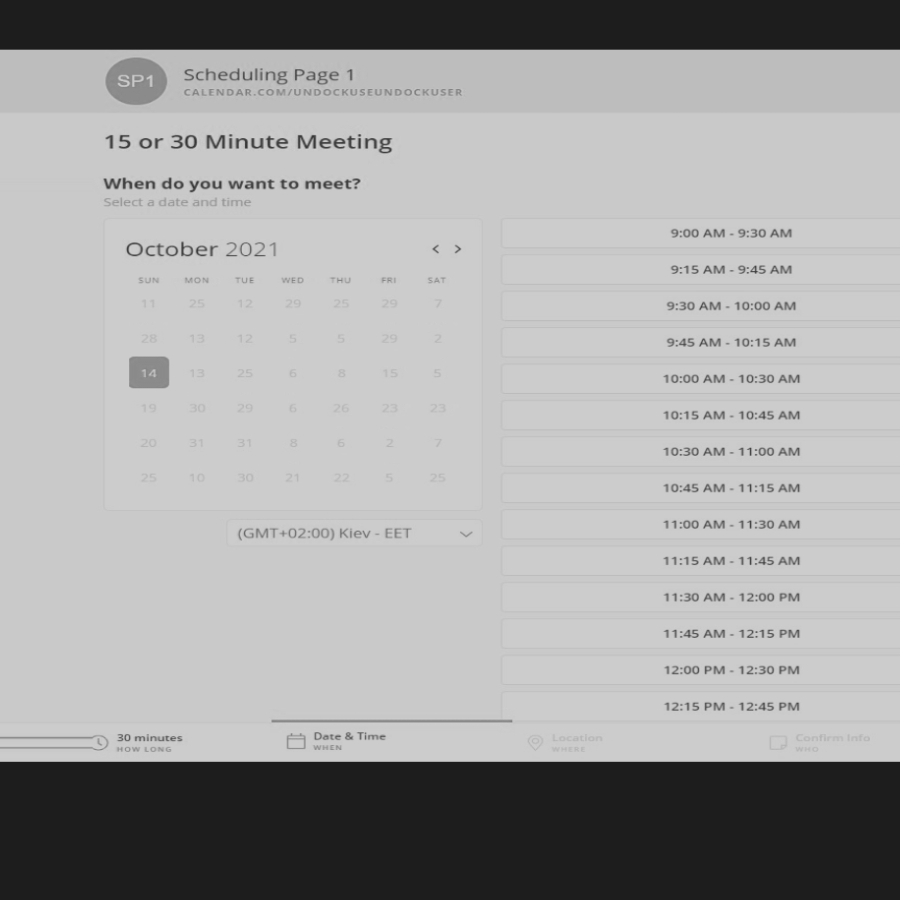 SP1
Scheduling Page 1
CALENDAR.COM/UNDOCKUSEUNDOCKUSER
15 or 30 Minute Meeting
When do you want to meet?
Select a date and time
October 2021
< >
SUN MON TUE WED THU FRI SAT
11 25 12 29 25 29 7
28 13 12 5 5 29 2
14 13 25 6 8 15 5
19 30 29 6 26 23 23
20 31 31 8 6 2 7
25 10 30 21 22 5 25
(GMT+02:00) Kiev - EET
9:00 AM - 9:30 AM
9:15 AM - 9:45 AM
9:30 AM - 10:00 AM
9:45 AM - 10:15 AM
10:00 AM - 10:30 AM
10:15 AM - 10:45 AM
10:30 AM - 11:00 AM
10:45 AM - 11:15 AM
11:00 AM - 11:30 AM
11:15 AM - 11:45 AM
11:30 AM - 12:00 PM
11:45 AM - 12:15 PM
12:00 PM - 12:30 PM
12:15 PM - 12:45 PM
30 minutes
HOW LONG
Date & Time
WHEN
Location
WHERE
Confirm Info
WHO